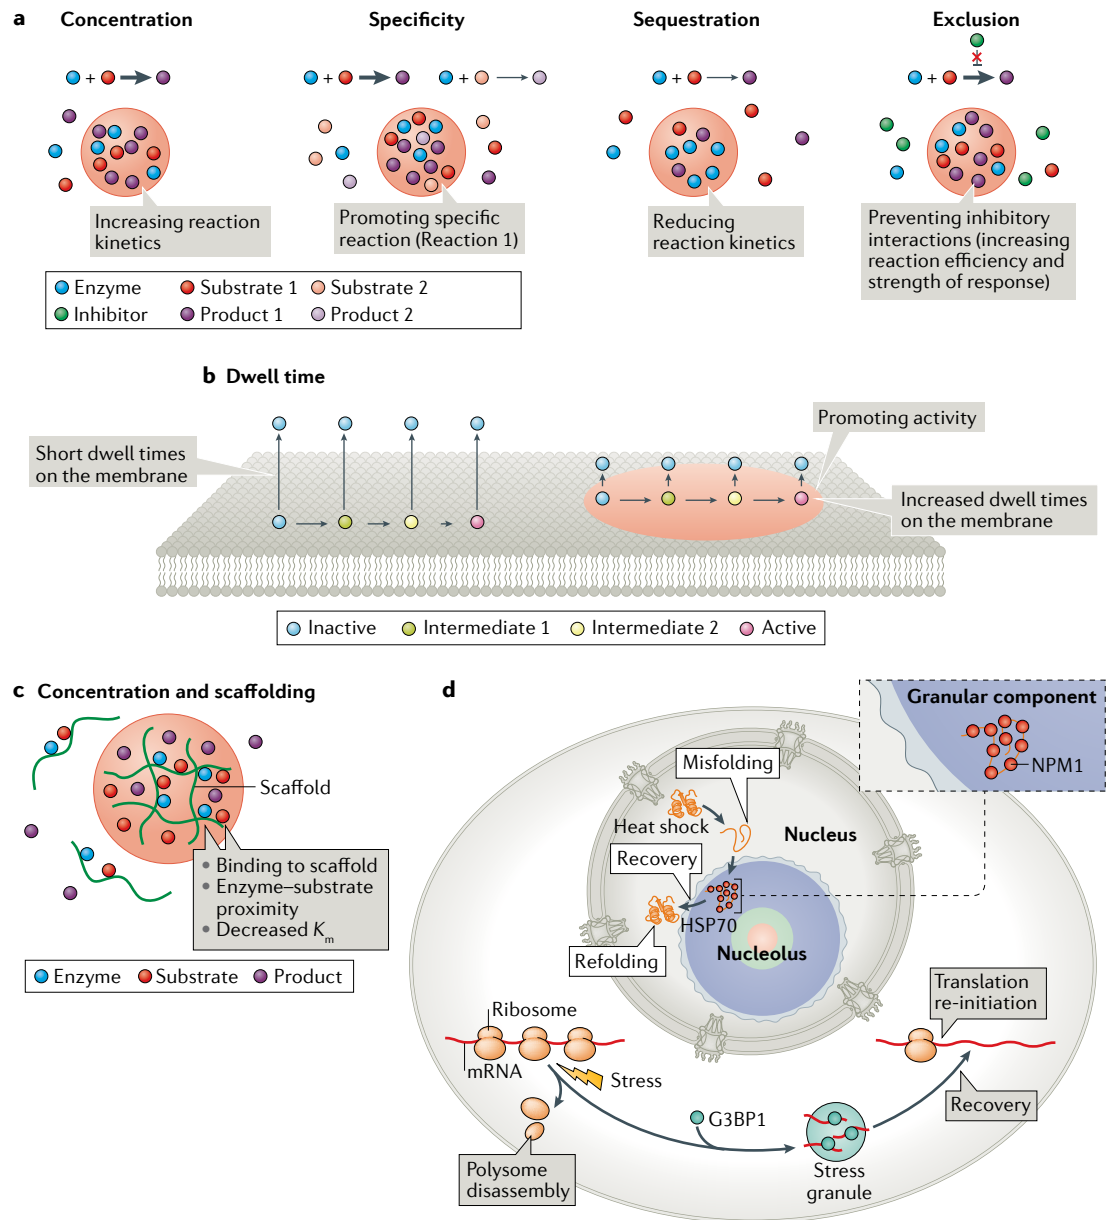 a
Concentration
Specificity
Sequestration
Exclusion
+
+
+
+
+
Increasing reaction
kinetics
Promoting specific
reaction (Reaction 1)
Reducing
reaction kinetics
Preventing inhibitory
interactions (increasing
reaction efficiency and
strength of response)
Enzyme
Substrate 1
Substrate 2
Inhibitor
Product 1
Product 2
b Dwell time
Short dwell times
on the membrane
Promoting activity
Increased dwell times
on the membrane
Inactive
Intermediate 1
Intermediate 2
Active
c Concentration and scaffolding
Scaffold
• Binding to scaffold
• Enzyme–substrate
proximity
• Decreased Km
Enzyme
Substrate
Product
d
Granular component
NPM1
Misfolding
Heat shock
Nucleus
Recovery
HSP70
Refolding
Nucleolus
Translation
re-initiation
Ribosome
mRNA
Stress
G3BP1
Recovery
Polysome
disassembly
Stress
granule